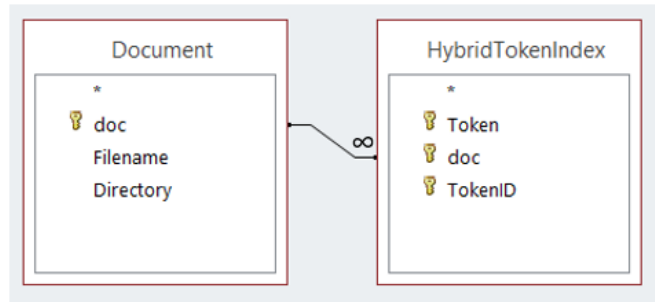 Document
*
doc
Filename
Directory
∞
HybridTokenIndex
*
Token
doc
TokenID